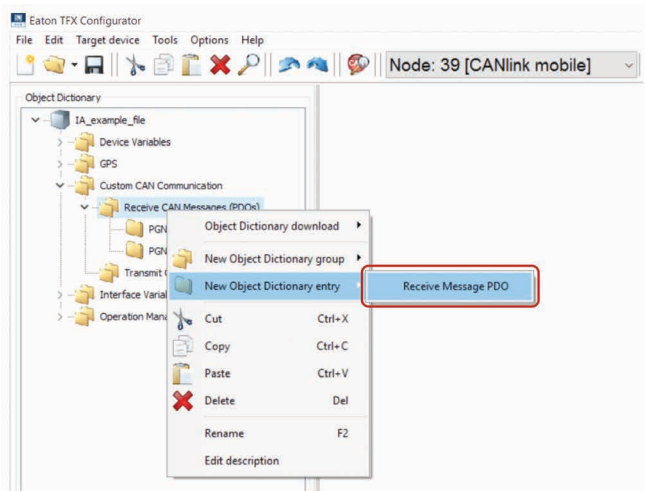 Eaton TFX Configurator
File Edit Target device Tools Options Help
Node: 39 [CANlink mobile]
Object Dictionary
IA_example_file
Device Variables
GPS
Custom CAN Communication
Receive CAN Messages (PDOs)
PGN
PGN
Transmit
Interface Varial
Operation Mana
Object Dictionary download
New Object Dictionary group
New Object Dictionary entry
Receive Message PDO
Cut Ctrl+X
Copy Ctrl+C
Paste Ctrl+V
Delete Del
Rename F2
Edit description